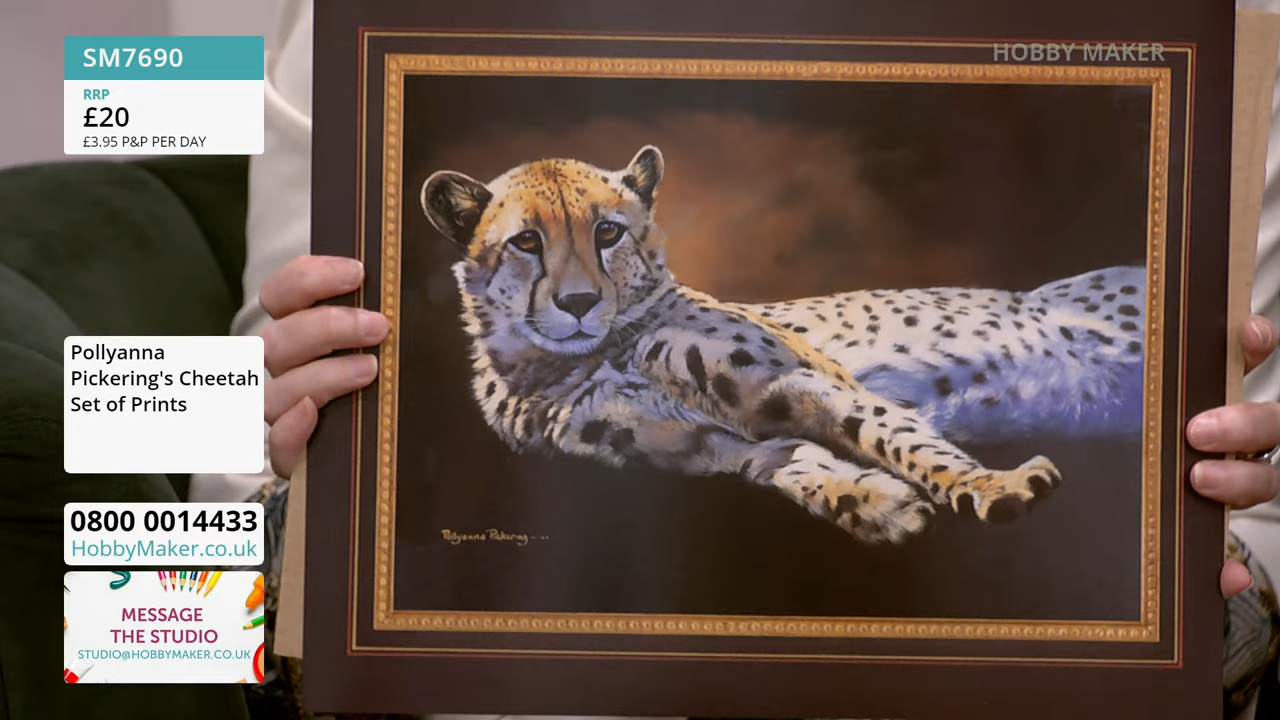 SM7690
RRP
£20
£3.95 P&P PER DAY
HOBBY MAKER
Pollyanna
Pickering's Cheetah
Set of Prints
Pollyanna Pickering
0800 0014433
HobbyMaker.co.uk
MESSAGE
THE STUDIO
STUDIO@HOBBYMAKER.CO.UK